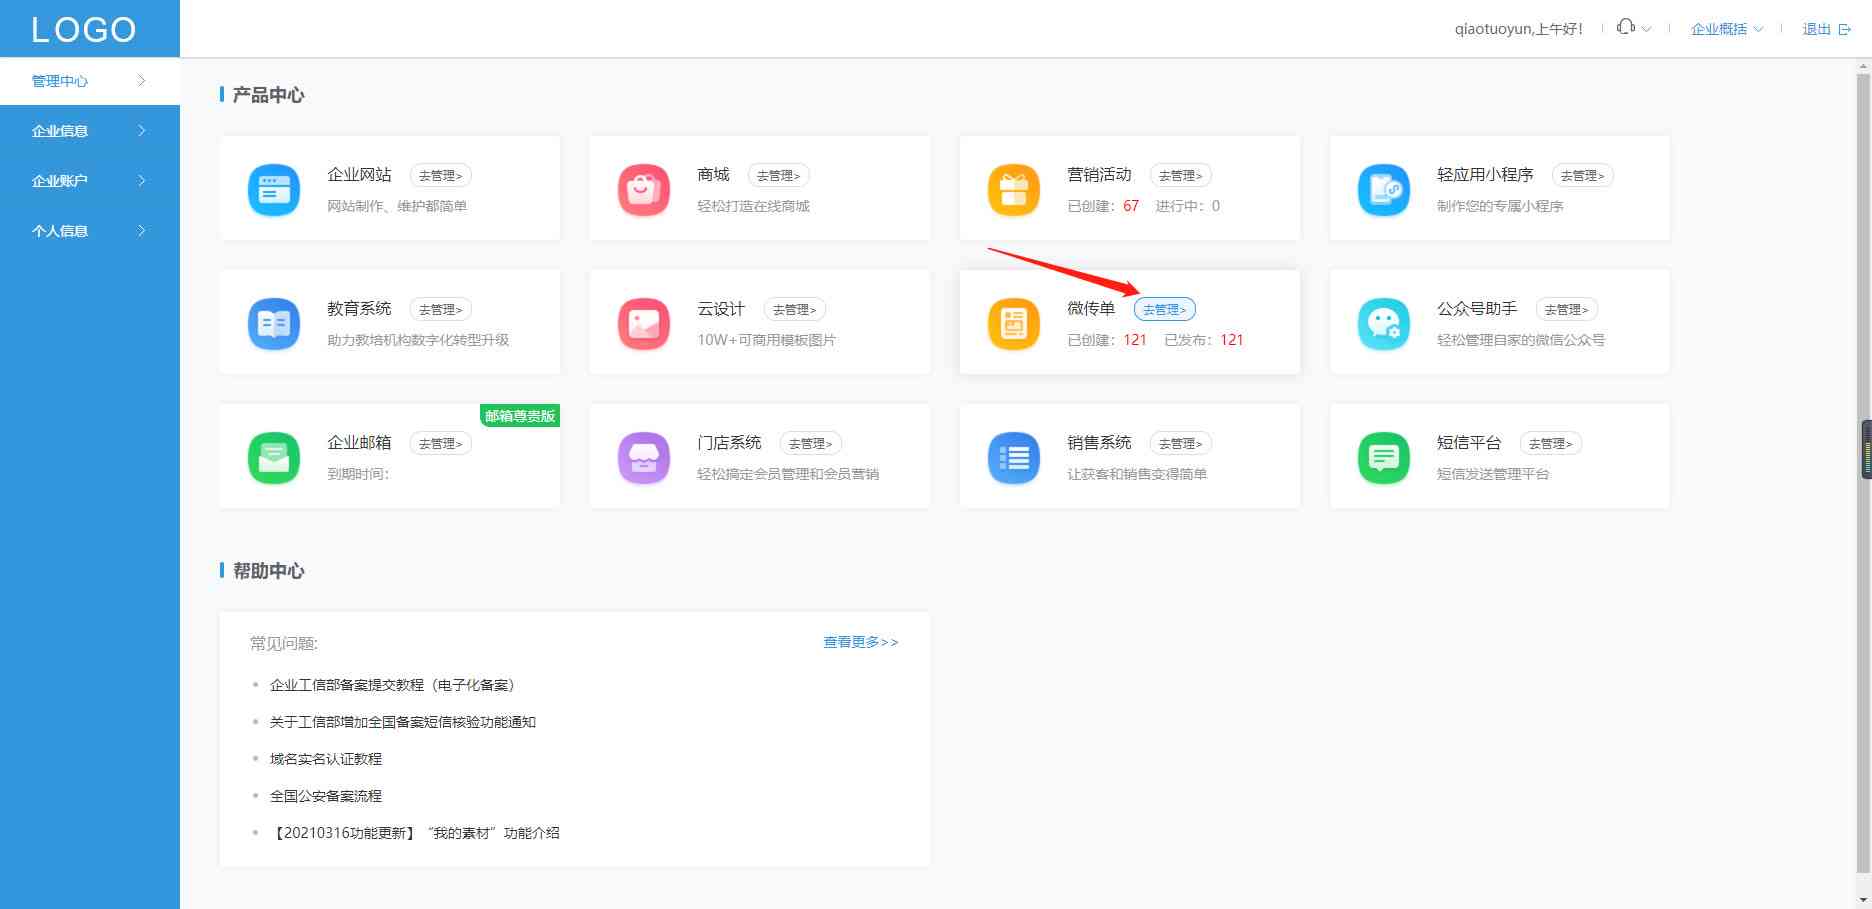 LOGO
qiaotuoyun,上午好！
企业概括
退出
管理中心
企业信息
企业账户
个人信息
产品中心
企业网站 去管理>
网站制作、维护都简单
商城 去管理>
轻松打造在线商城
营销活动 去管理>
已创建：67 进行中：0
轻应用小程序 去管理>
制作您的专属小程序
教育系统 去管理>
助力教培机构数字化转型升级
云设计 去管理>
10W+可商用模板图片
微传单 去管理>
已创建：121 已发布：121
公众号助手 去管理>
轻松管理自家的微信公众号
邮箱尊贵版
企业邮箱 去管理>
到期时间：
门店系统 去管理>
轻松搞定会员管理和会员营销
销售系统 去管理>
让获客和销售变得简单
短信平台 去管理>
短信发送管理平台
帮助中心
常见问题:
查看更多>>
企业工信部备案提交教程（电子化备案）
关于工信部增加全国备案短信核验功能通知
域名实名认证教程
全国公安备案流程
【20210316功能更新】“我的素材”功能介绍